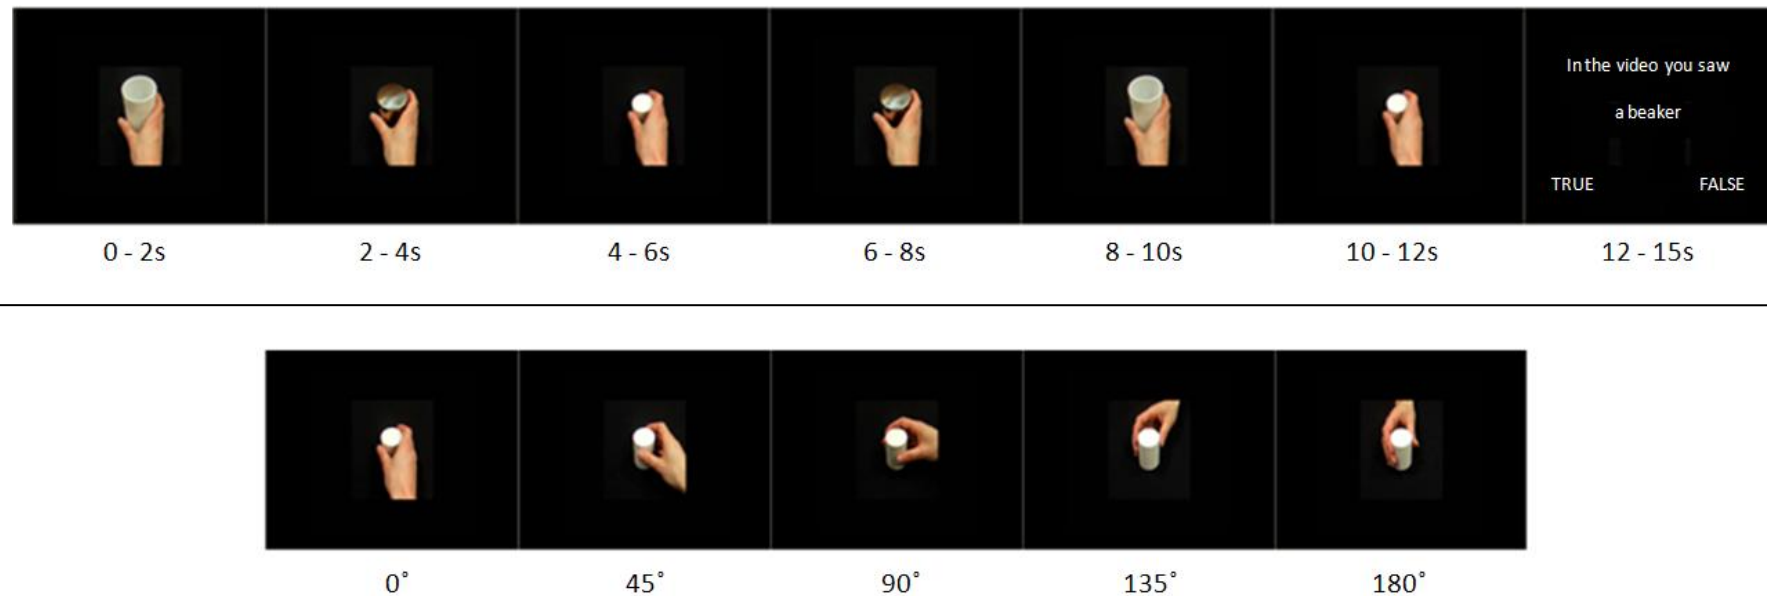 In the video you saw
a beaker
TRUE FALSE
0 - 2s 2 - 4s 4 - 6s 6 - 8s 8 - 10s 10 - 12s 12 - 15s
0° 45° 90° 135° 180°